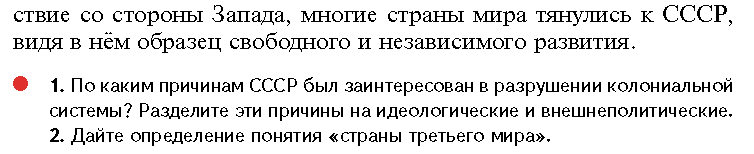 ствие со стороны Запада, многие страны мира тянулись к СССР,
видя в нём образец свободного и независимого развития.
1. По каким причинам СССР был заинтересован в разрушении колониальной
системы? Разделите эти причины на идеологические и внешнеполитические.
2. Дайте определение понятия «страны третьего мира».